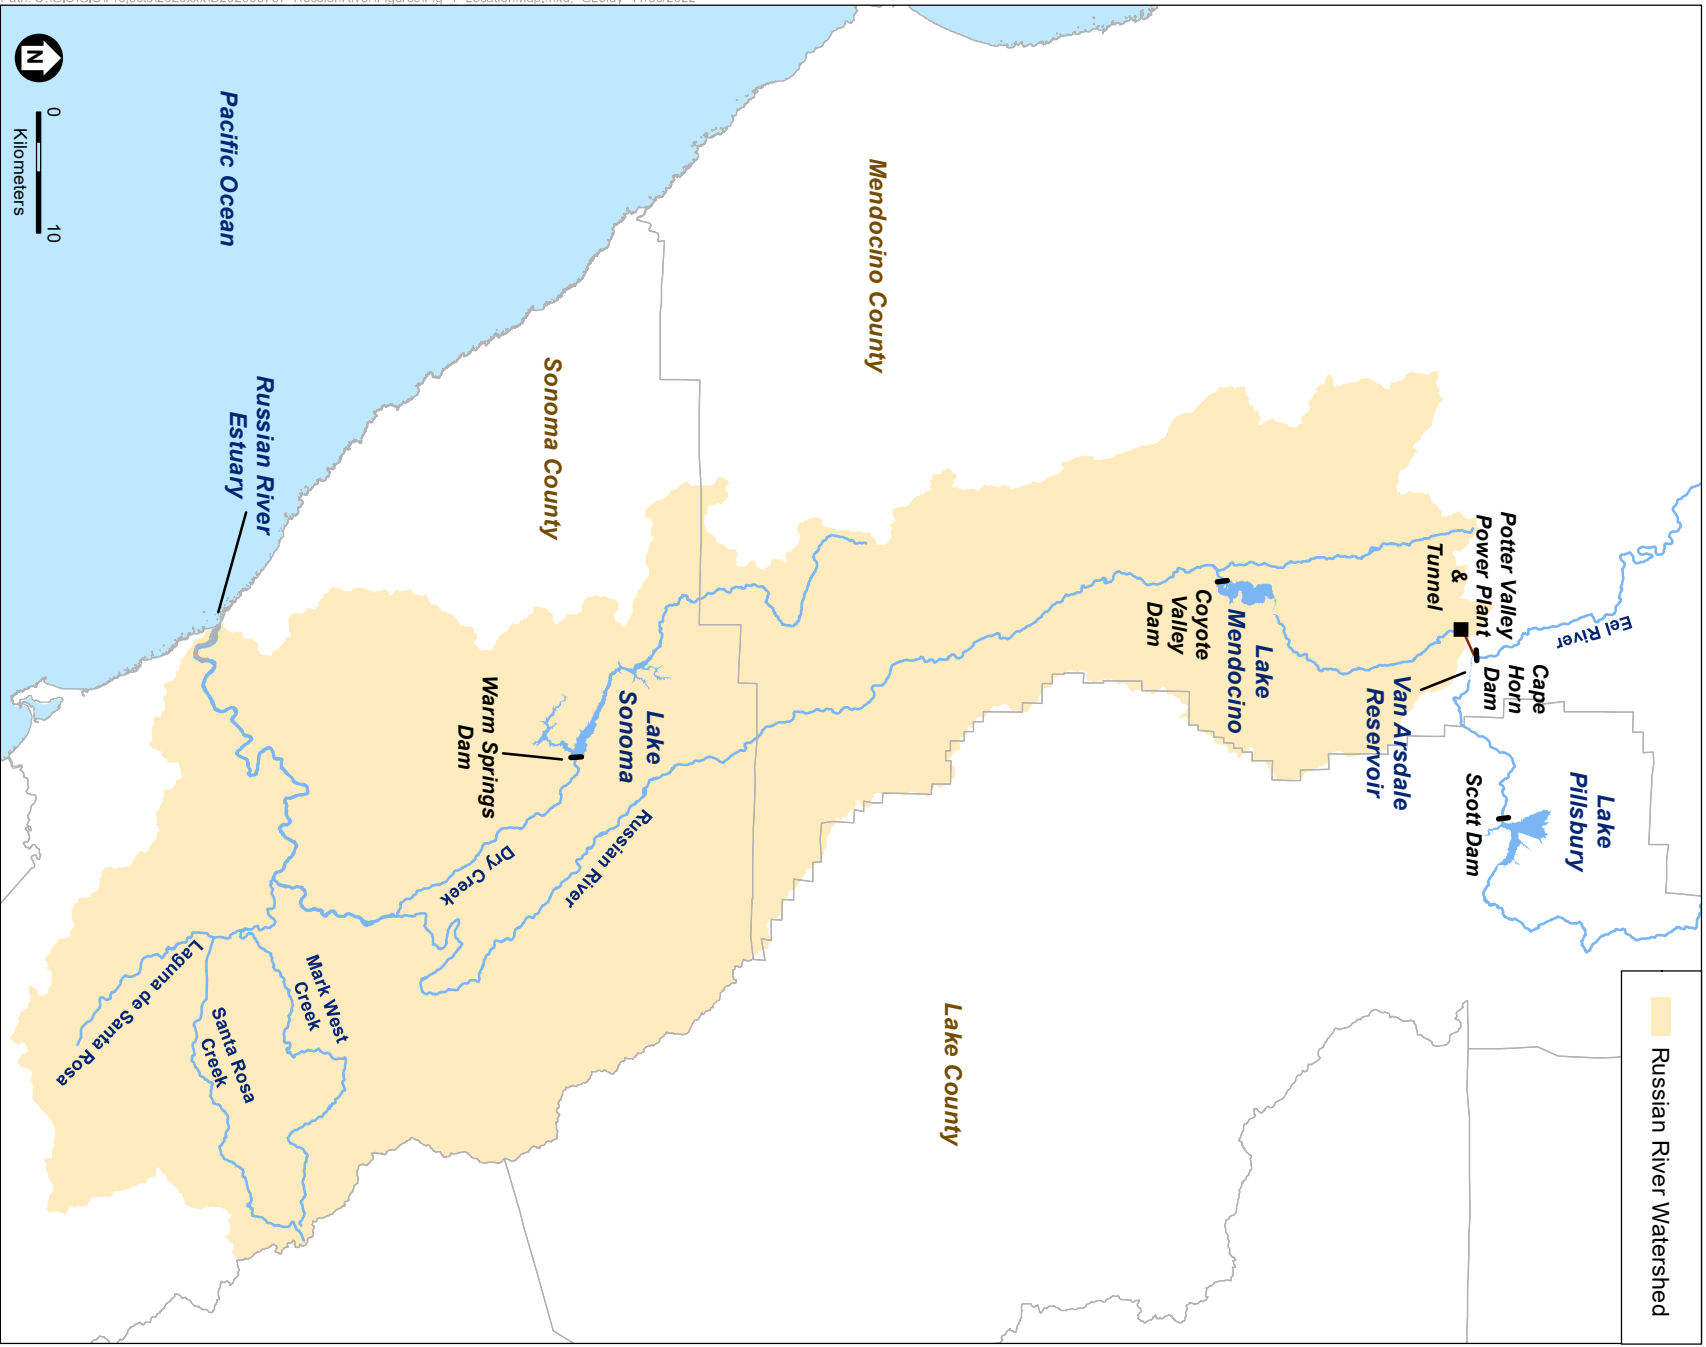 Russian River Watershed
Eel River
Lake
Pillsbury
Cape
Horn
Dam
Potter Valley
Power Plant
&
Tunnel
Scott Dam
Van Arsdale
Reservoir
Lake
Mendocino
Coyote
Valley
Dam
Mendocino County
Lake County
Sonoma County
Lake
Sonoma
Russian River
Warm Springs
Dam
Dry Creek
Mark West
Creek
Santa Rosa
Creek
Laguna de Santa Rosa
Russian River
Estuary
Pacific Ocean
N
0
10
Kilometers